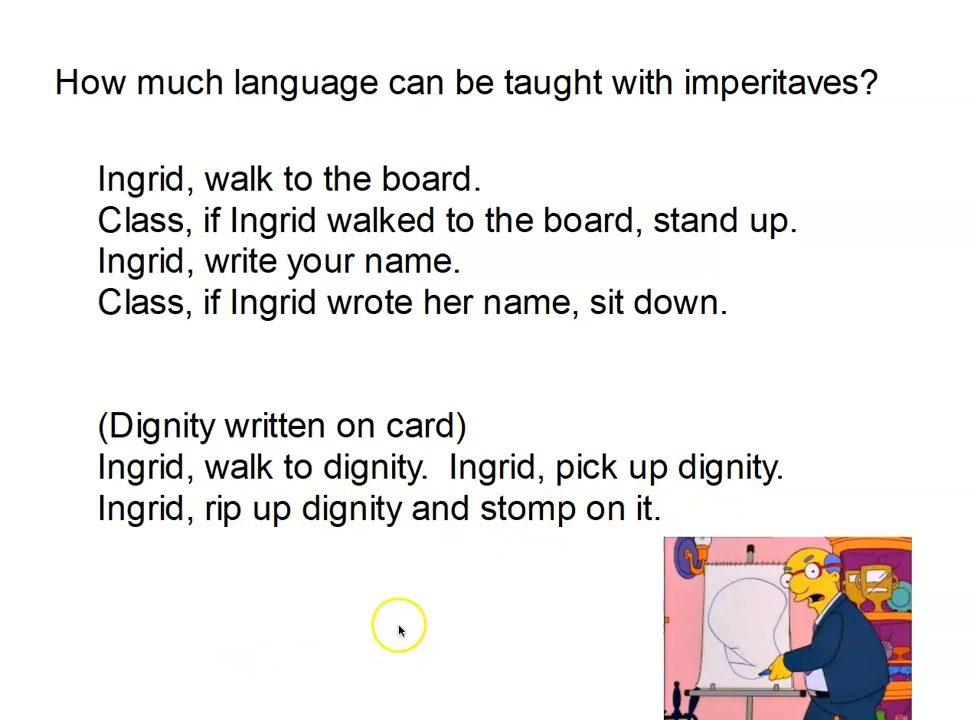 How much language can be taught with imperitaves?
Ingrid, walk to the board.
Class, if Ingrid walked to the board, stand up.
Ingrid, write your name.
Class, if Ingrid wrote her name, sit down.
(Dignity written on card)
Ingrid, walk to dignity.  Ingrid, pick up dignity.
Ingrid, rip up dignity and stomp on it.